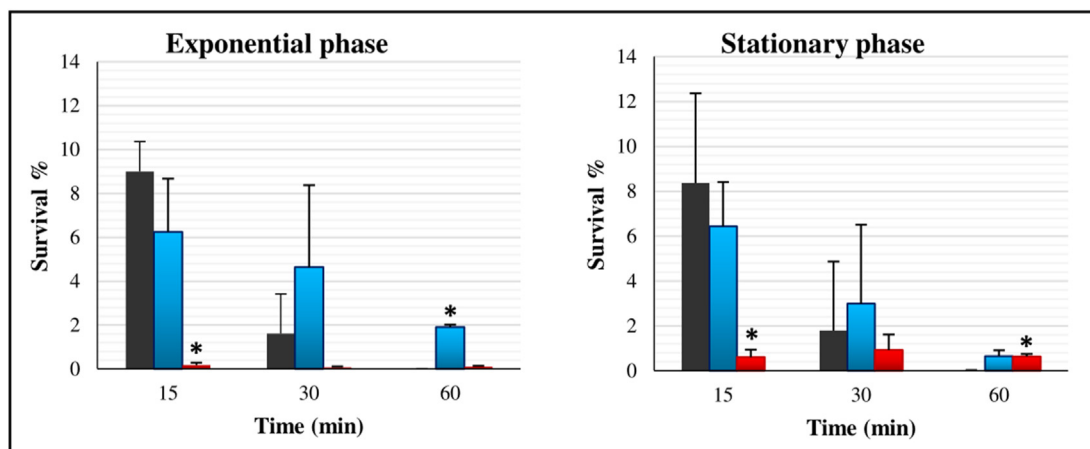 Exponential phase
14
12
10
8
6
4
2
0
Survival %
*
*
15 30 60
Time (min)
Stationary phase
14
12
10
8
6
4
2
0
Survival %
*
*
15 30 60
Time (min)